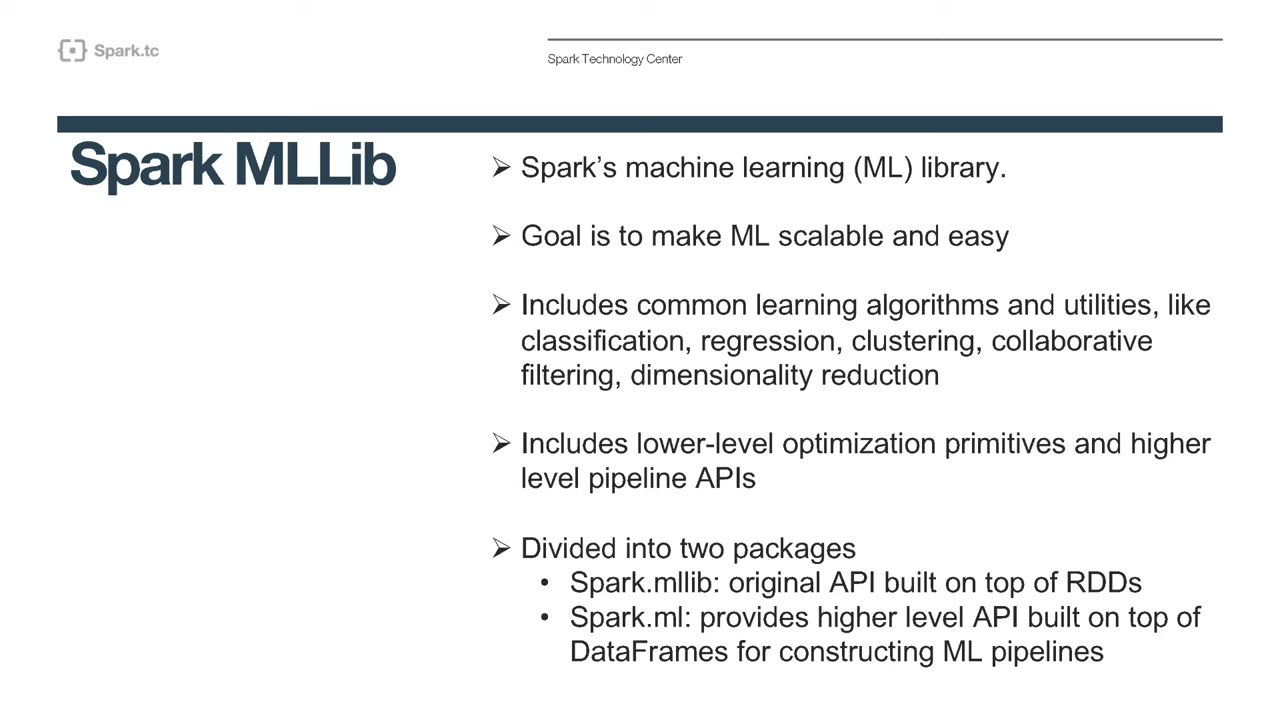 Spark.tc
Spark Technology Center
Spark MLLib
➢ Spark’s machine learning (ML) library.
➢ Goal is to make ML scalable and easy
➢ Includes common learning algorithms and utilities, like
classification, regression, clustering, collaborative
filtering, dimensionality reduction
➢ Includes lower-level optimization primitives and higher
level pipeline APIs
➢ Divided into two packages
• Spark.mllib: original API built on top of RDDs
• Spark.ml: provides higher level API built on top of
DataFrames for constructing ML pipelines